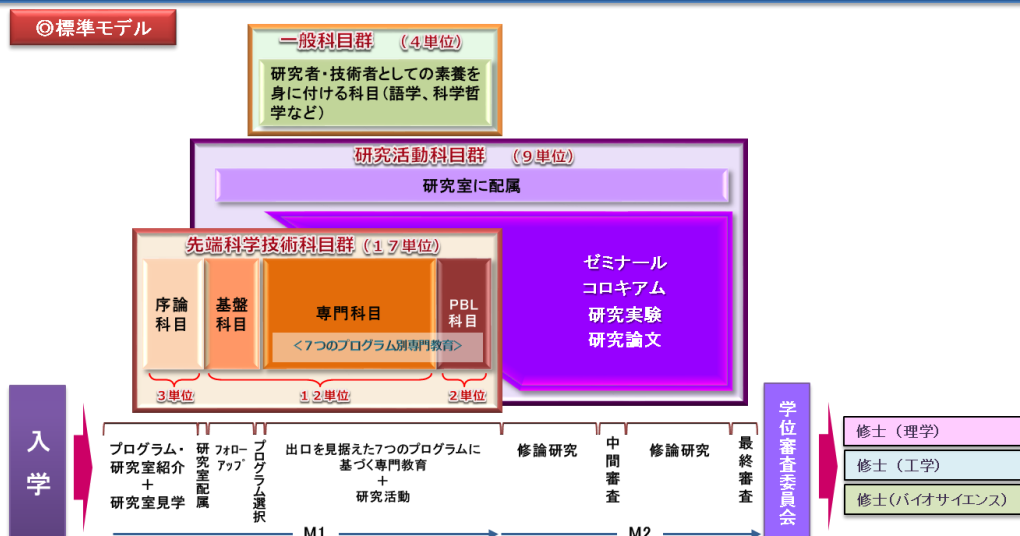 ◎標準モデル
一般科目群 （４単位）
研究者・技術者としての素養を
身に付ける科目（語学、科学哲
学など）
研究活動科目群 （９単位）
研究室に配属
先端科学技術科目群（１７単位）
序論
科目
基盤
科目
専門科目
PBL
科目
＜７つのプログラム別専門教育＞
3単位
１２単位
2単位
ゼミナール
コロキアム
研究実験
研究論文
入
学
プログラム・
研究室紹介
＋
研究室見学
研究室配属
フォロー
アップ
プログラム選択
出口を見据えた7つのプログラムに
基づく専門教育
＋
研究活動
修論研究
中間審査
修論研究
最終審査
学位審査委員会
修士（理学）
修士（工学）
修士（バイオサイエンス）
M1
M2